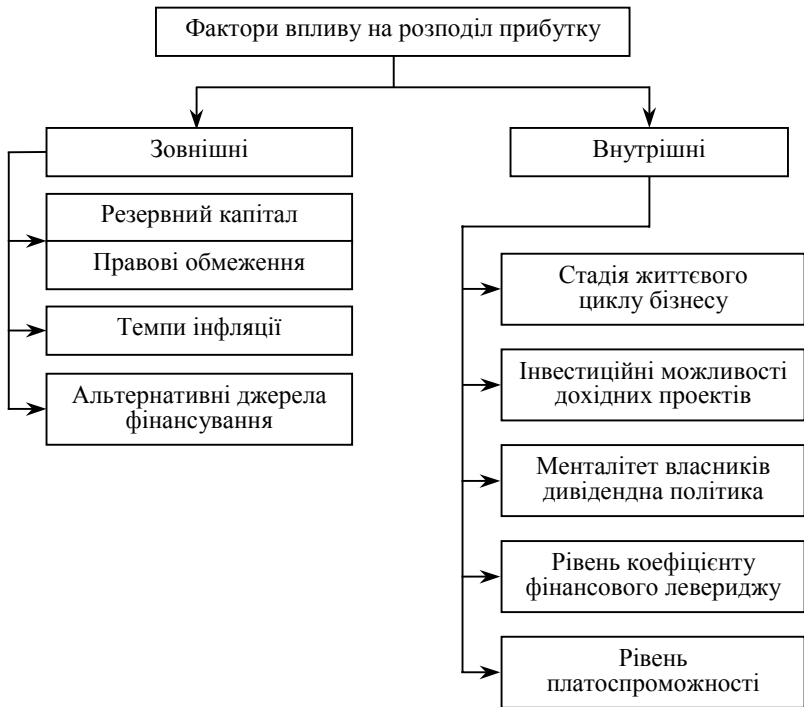 Фактори впливу на розподіл прибутку
Зовнішні
Резервний капітал
Правові обмеження
Темпи інфляції
Альтернативні джерела
фінансування
Внутрішні
Стадія життєвого
циклу бізнесу
Інвестиційні можливості
дохідних проектів
Менталітет власників
дивідендна політика
Рівень коефіцієнту
фінансового левериджу
Рівень
платоспроможності